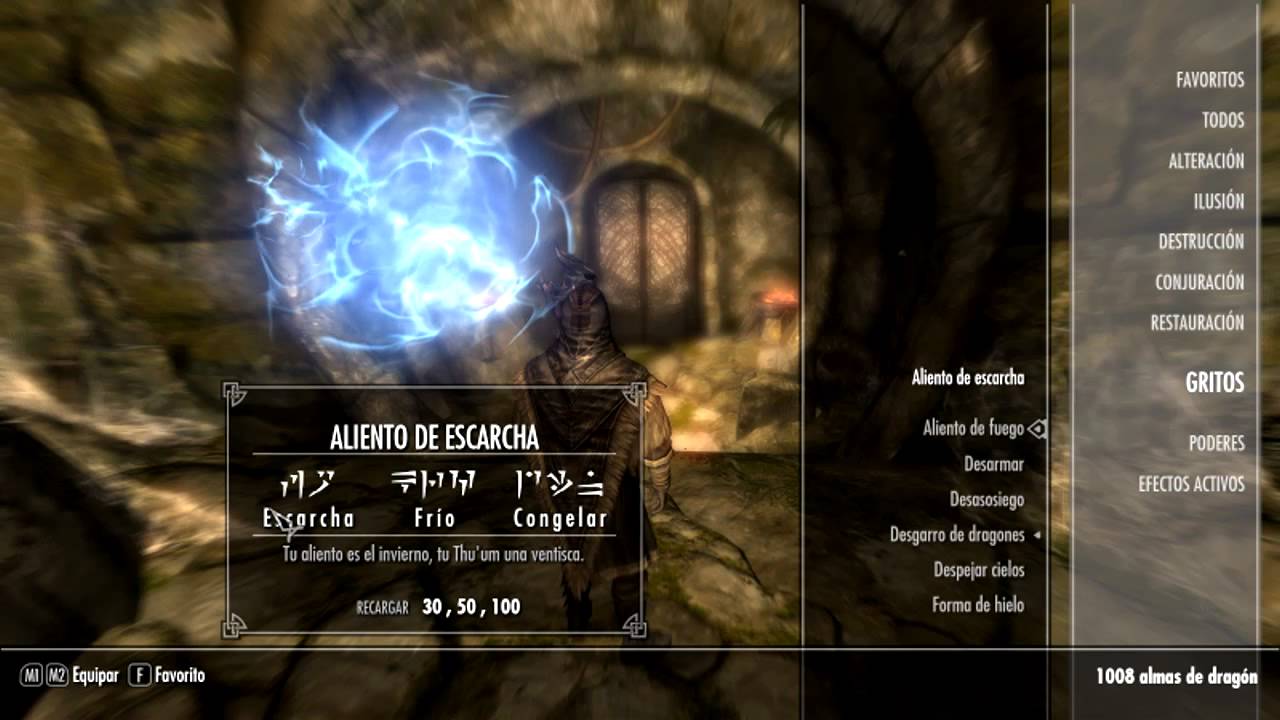 FAVORITOS
TODOS
ALTERACIÓN
ILUSIÓN
DESTRUCCIÓN
CONJURACIÓN
RESTAURACIÓN
GRITOS
PODERES
EFECTOS ACTIVOS
Aliento de escarcha
Aliento de fuego
Desarmar
Desasosiego
Desgarro de dragones
Despejar cielos
Forma de hielo
ALIENTO DE ESCARCHA
Escarcha Frío Congelar
Tu aliento es el invierno, tu Thu'um una ventisca.
RECARGAR 30 , 50 , 100
M1 M2 Equipar F Favorito
1008 almas de dragón